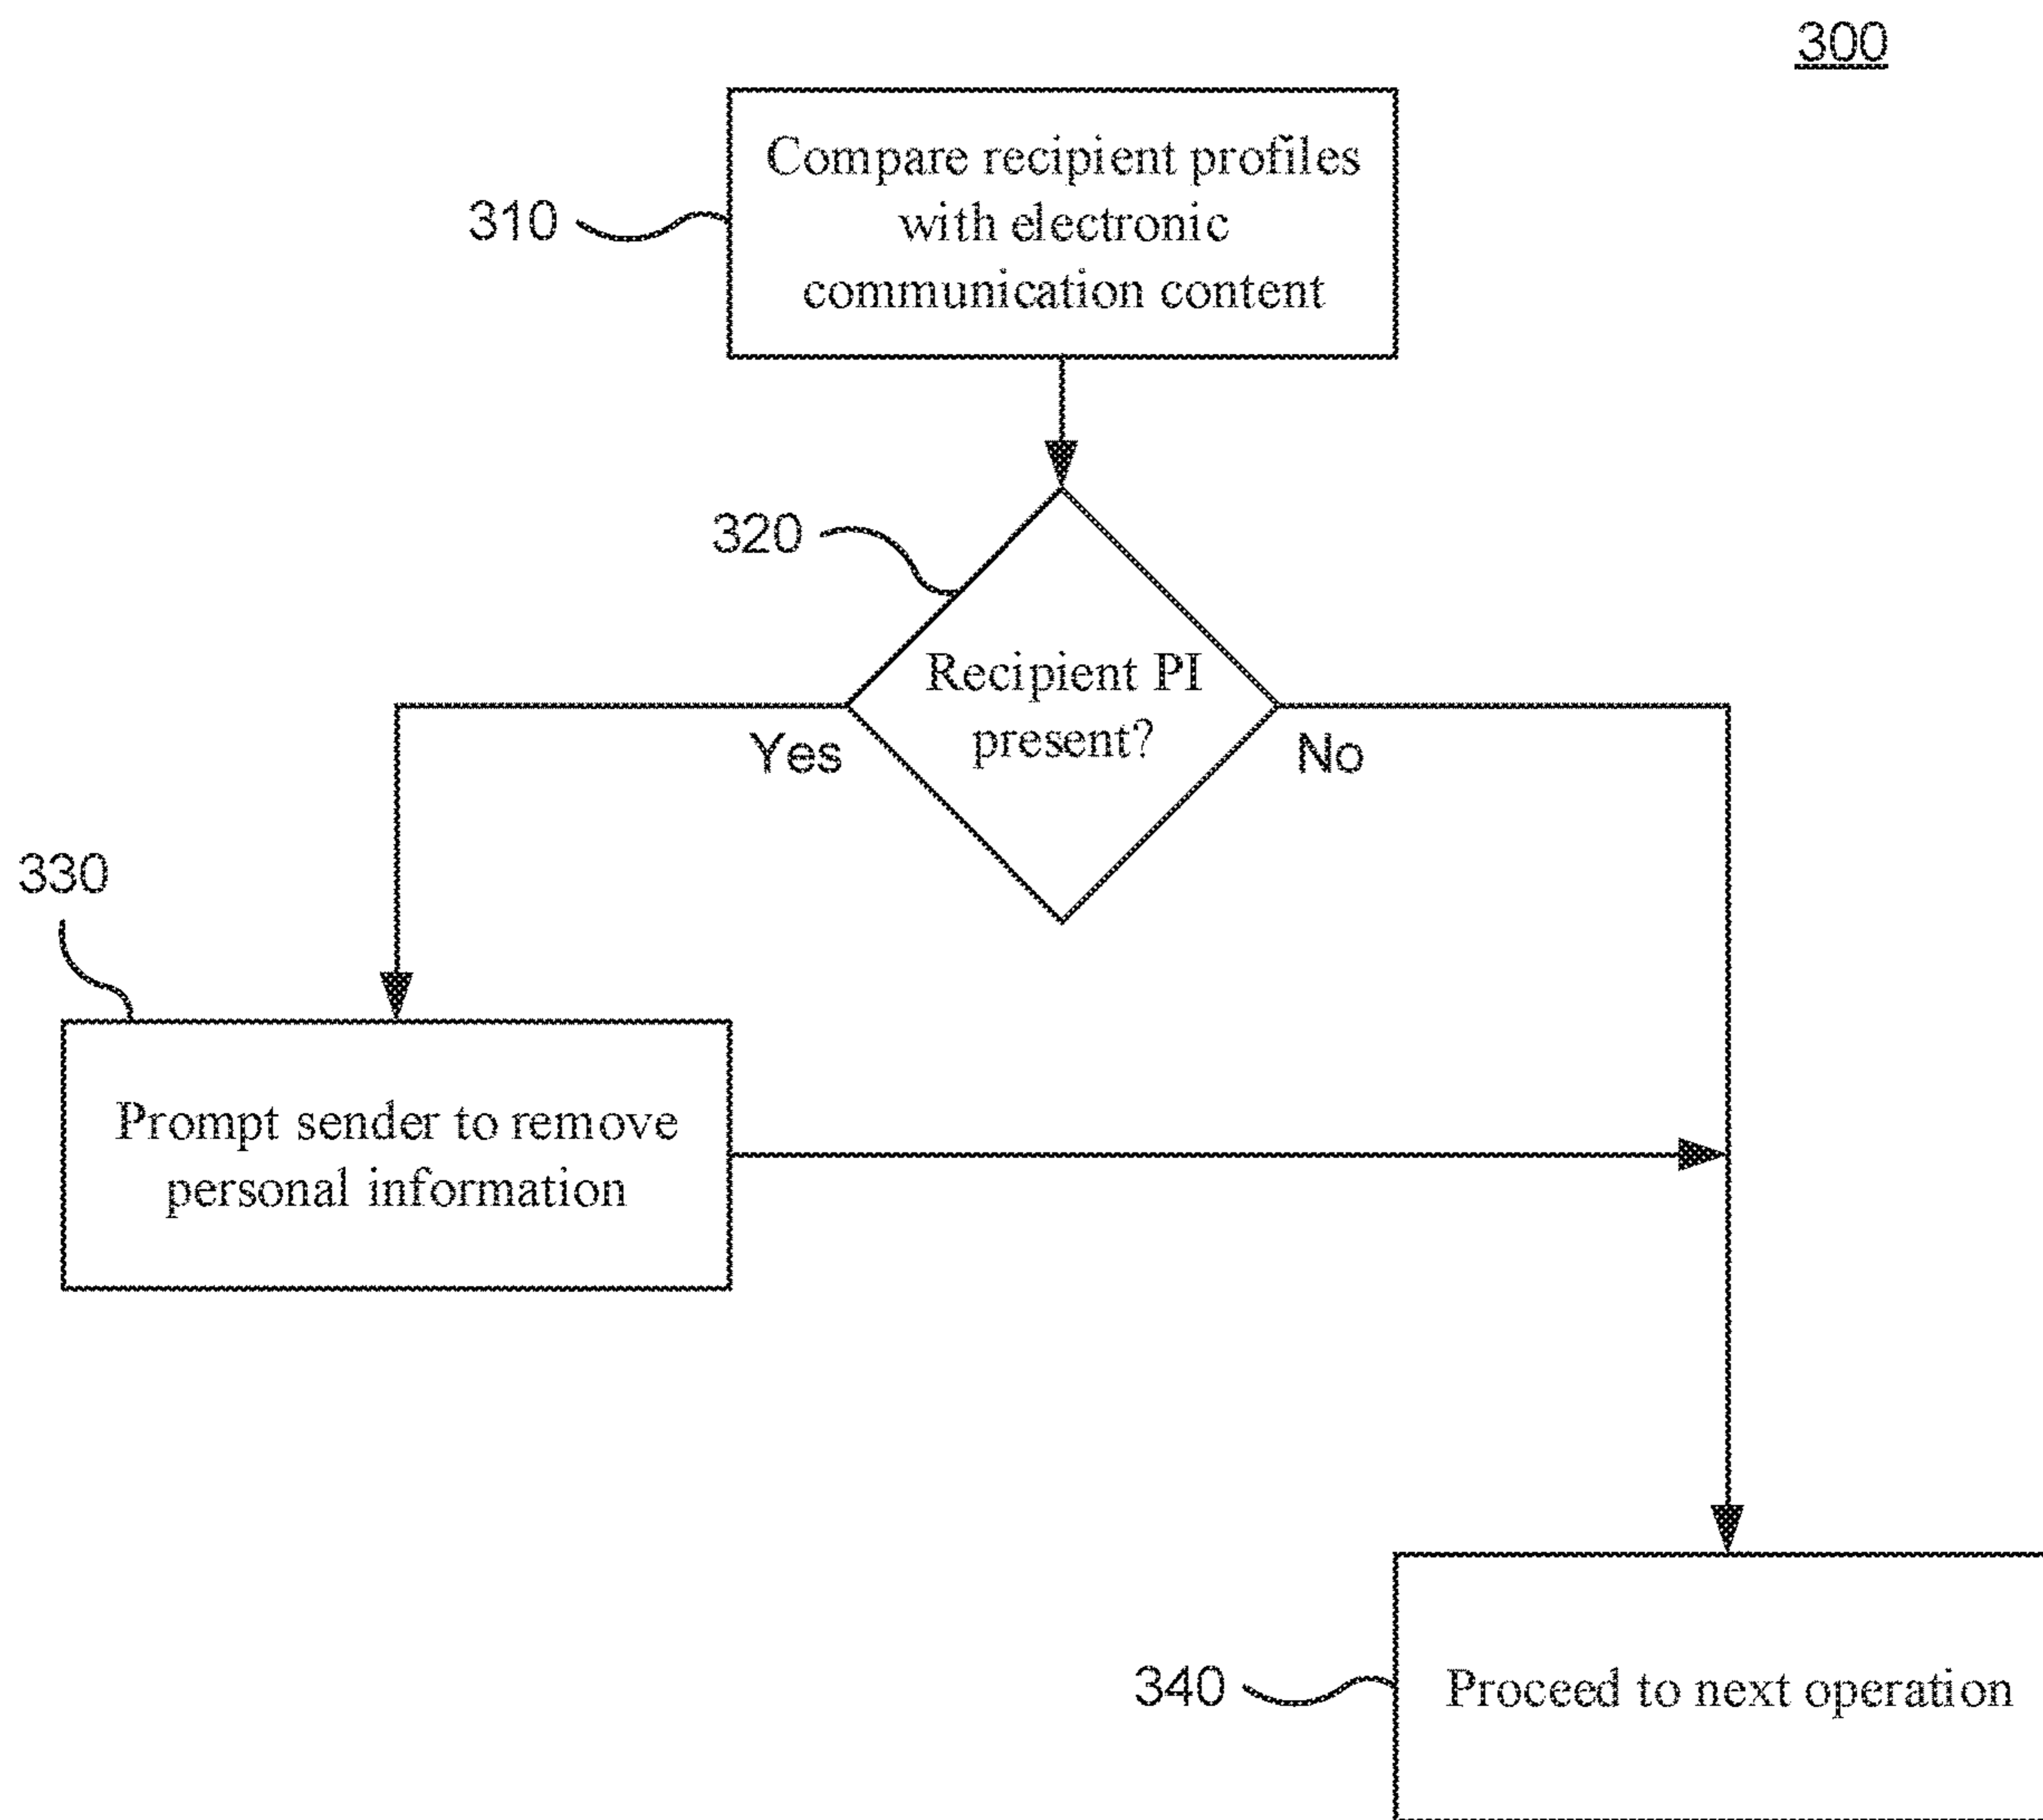 300
Compare recipient profiles
with electronic
communication content
310
320
Recipient PI
present?
Yes
No
330
Prompt sender to remove
personal information
340
Proceed to next operation